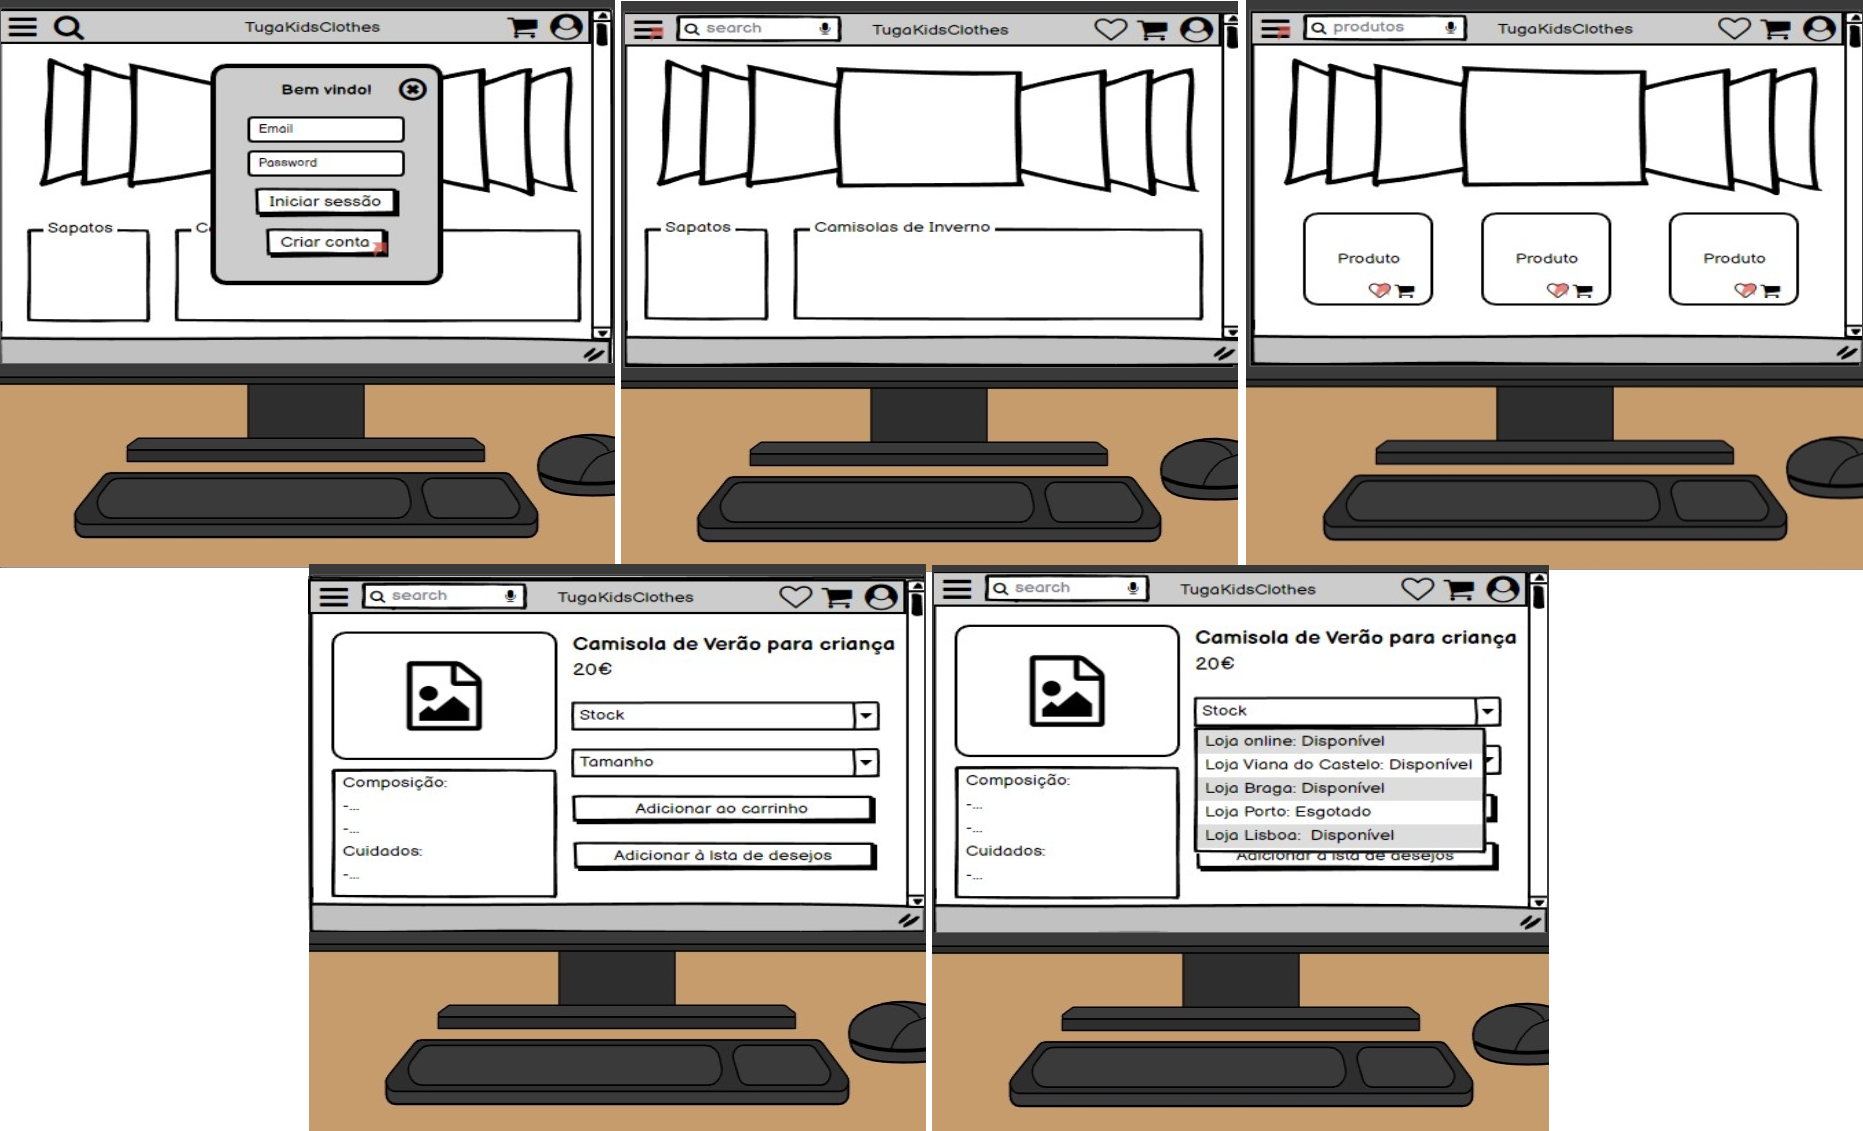 TugaKidsClothes
Bem vindo!
Email
Password
Iniciar sessão
Criar conta
Sapatos
C
search
TugaKidsClothes
Sapatos
Camisolas de Inverno
produtos
TugaKidsClothes
Produto
Produto
Produto
search
TugaKidsClothes
Camisola de Verão para criança
20€
Stock
Tamanho
Adicionar ao carrinho
Adicionar à lsta de desejos
Composição:
-...
-...
Cuidados:
-...
search
TugaKidsClothes
Camisola de Verão para criança
20€
Stock
Loja online: Disponível
Loja Viana do Castelo: Disponível
Loja Braga: Disponível
Loja Porto: Esgotado
Loja Lisboa: Disponível
Adicionar à lsta de desejos
Composição:
-...
-...
Cuidados:
-...